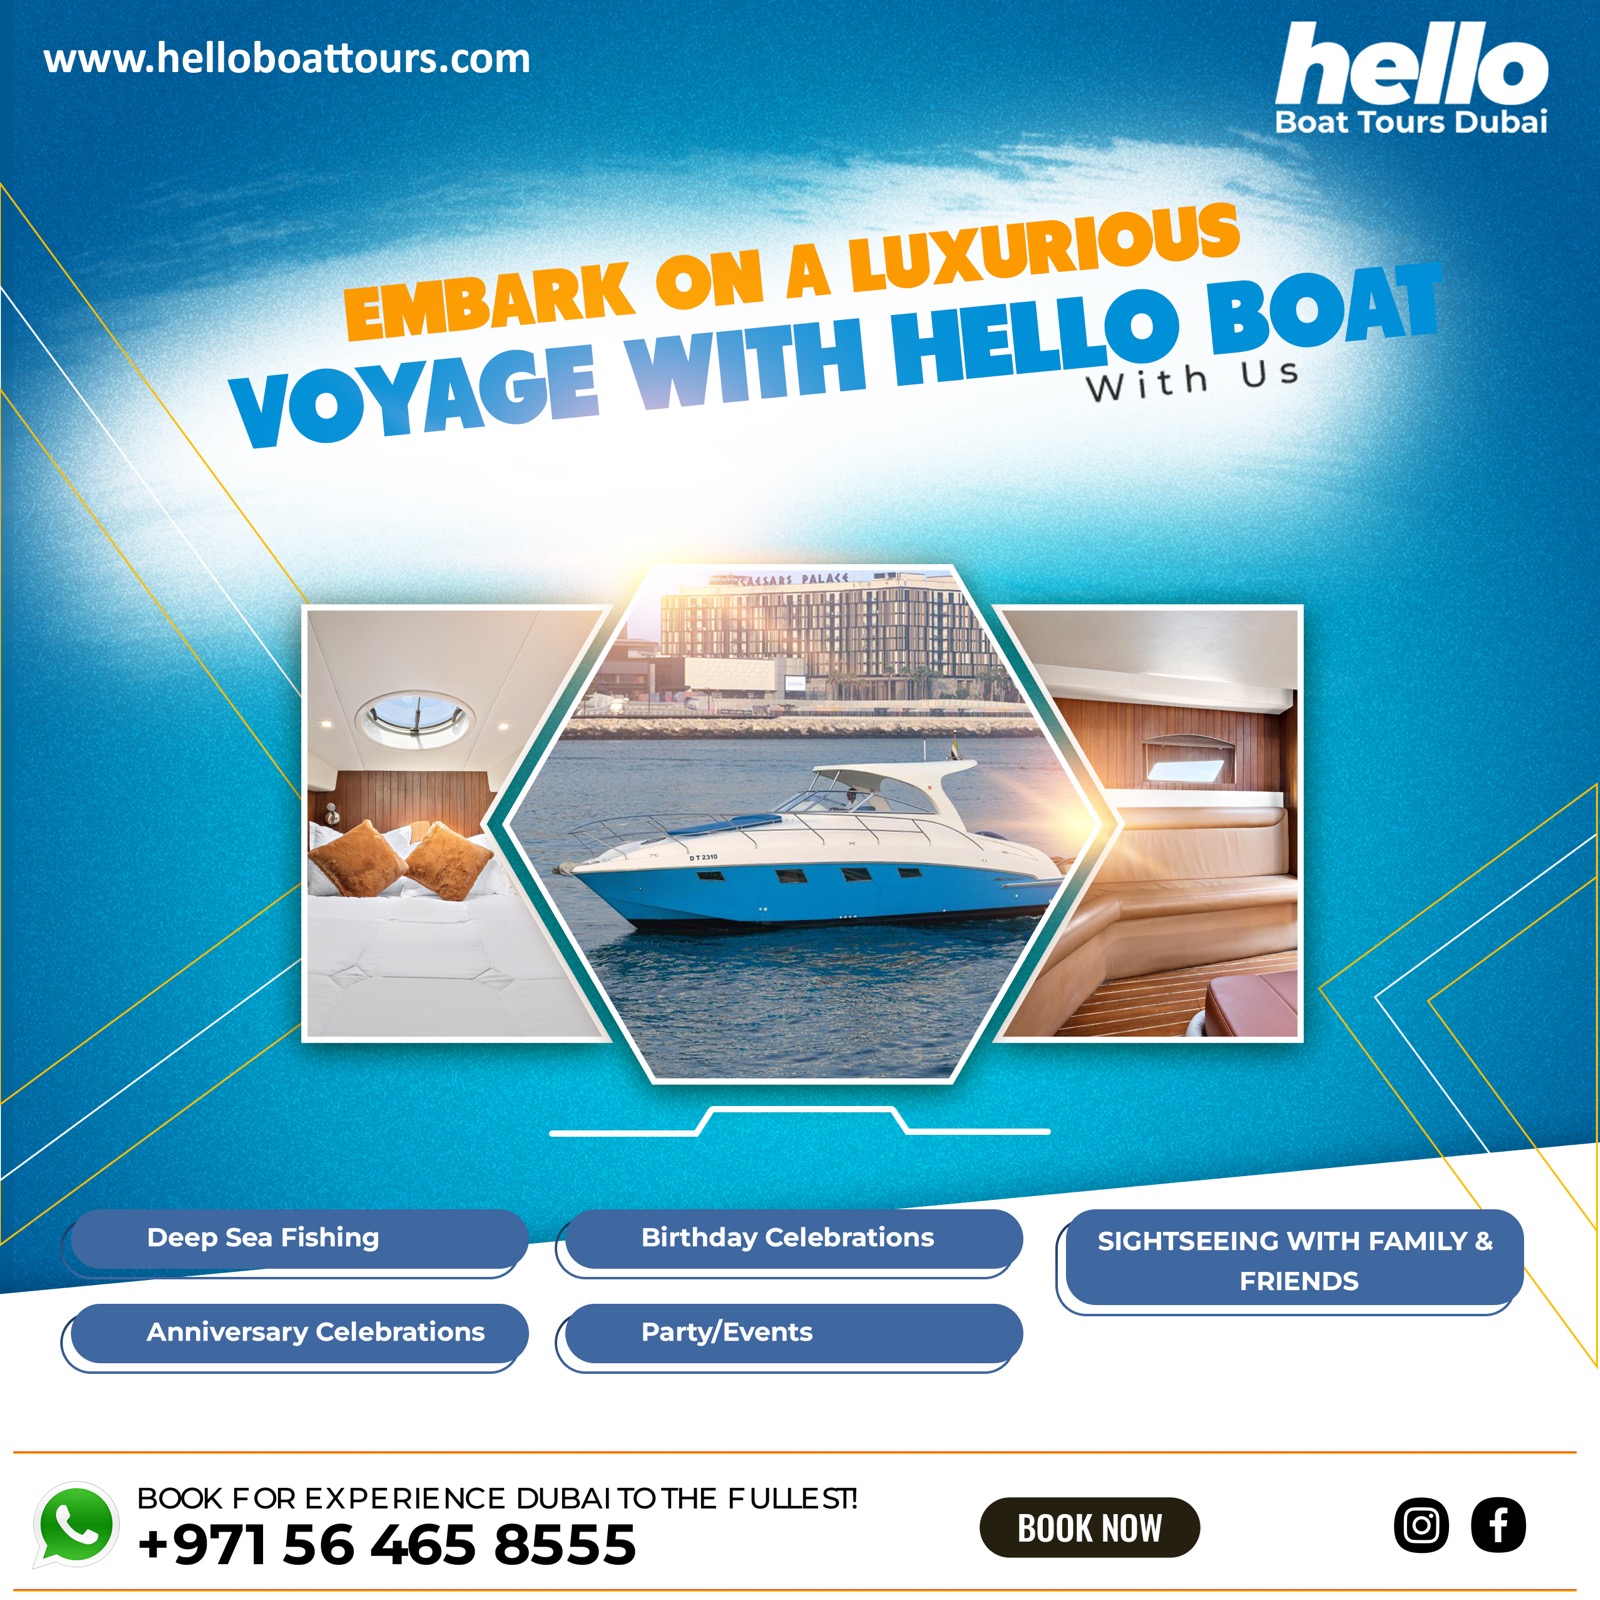 www.helloboattours.com
hello
Boat Tours Dubai
EMBARK ON A LUXURIOUS
VOYAGE WITH HELLO BOAT
With Us
CAESARS PALACE
DT2310
Deep Sea Fishing
Birthday Celebrations
SIGHTSEEING WITH FAMILY &
FRIENDS
Anniversary Celebrations
Party/Events
BOOK FOR EXPERIENCE DUBAI TO THE FULLEST!
+971 56 465 8555
BOOK NOW